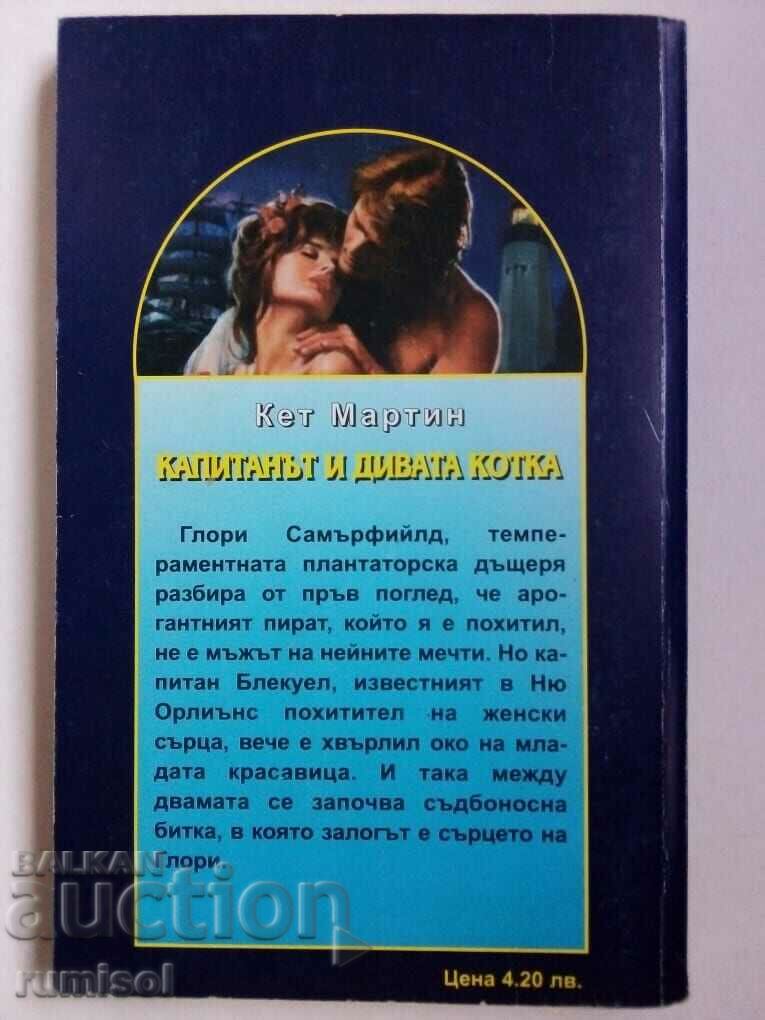 Кет Мартин
КАПИТАНЪТ И ДИВАТА КОТКА
Глори Самърфийлд, темпе-
раментната плантаторска дъщеря
разбира от пръв поглед, че аро-
гантният пират, който я е похитил,
не е мъжът на нейните мечти. Но ка-
питан Блекуел, известният в Ню
Орлиънс похитител на женски
сърца, вече е хвърлил око на мла-
дата красавица. И така между
двамата се започва съдбоносна
битка, в която залогът е сърцето на
Глори.
BALKAN
auction
rumisol
Цена 4.20 лв.